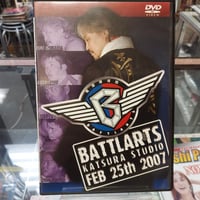 DVD
VIDEO
B
BATTLARTS
KATSURA STUDIO
FEB 25th 2007